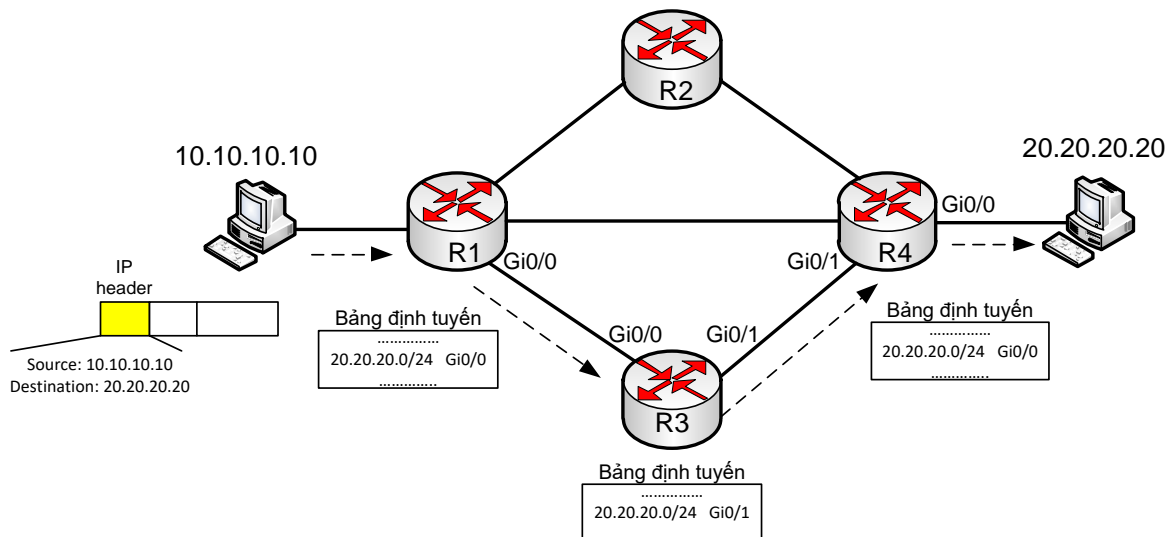 R2
10.10.10.10
20.20.20.20
R1
R4
Gi0/0
Gi0/0
Gi0/1
IP
header
Source: 10.10.10.10
Destination: 20.20.20.20
Bảng định tuyến
……………
20.20.20.0/24 Gi0/0
…………..
Gi0/0
Gi0/1
R3
Bảng định tuyến
……………
20.20.20.0/24 Gi0/0
…………..
Bảng định tuyến
……………
20.20.20.0/24 Gi0/1